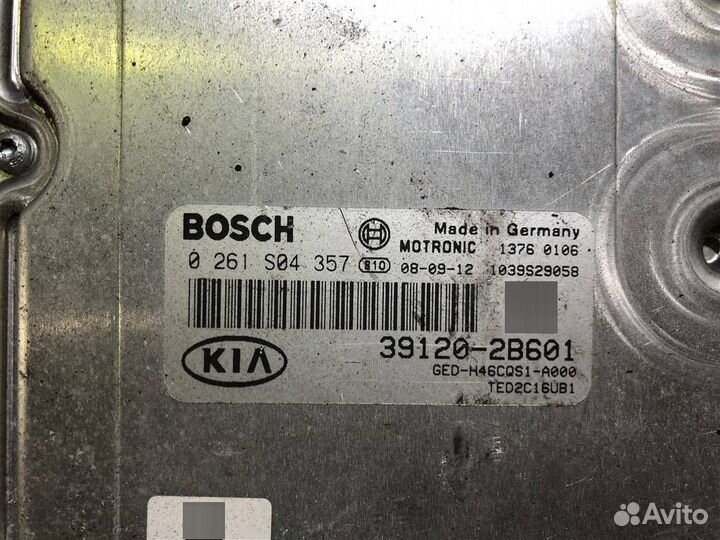 BOSCH
Made in Germany
MOTRONIC 1376 0106
0 261 S04 357 S10 08-09-12 1039S29058
KIA
39120-2B601
GED-H46CQS1-A000
TED2C16UB1
Avito